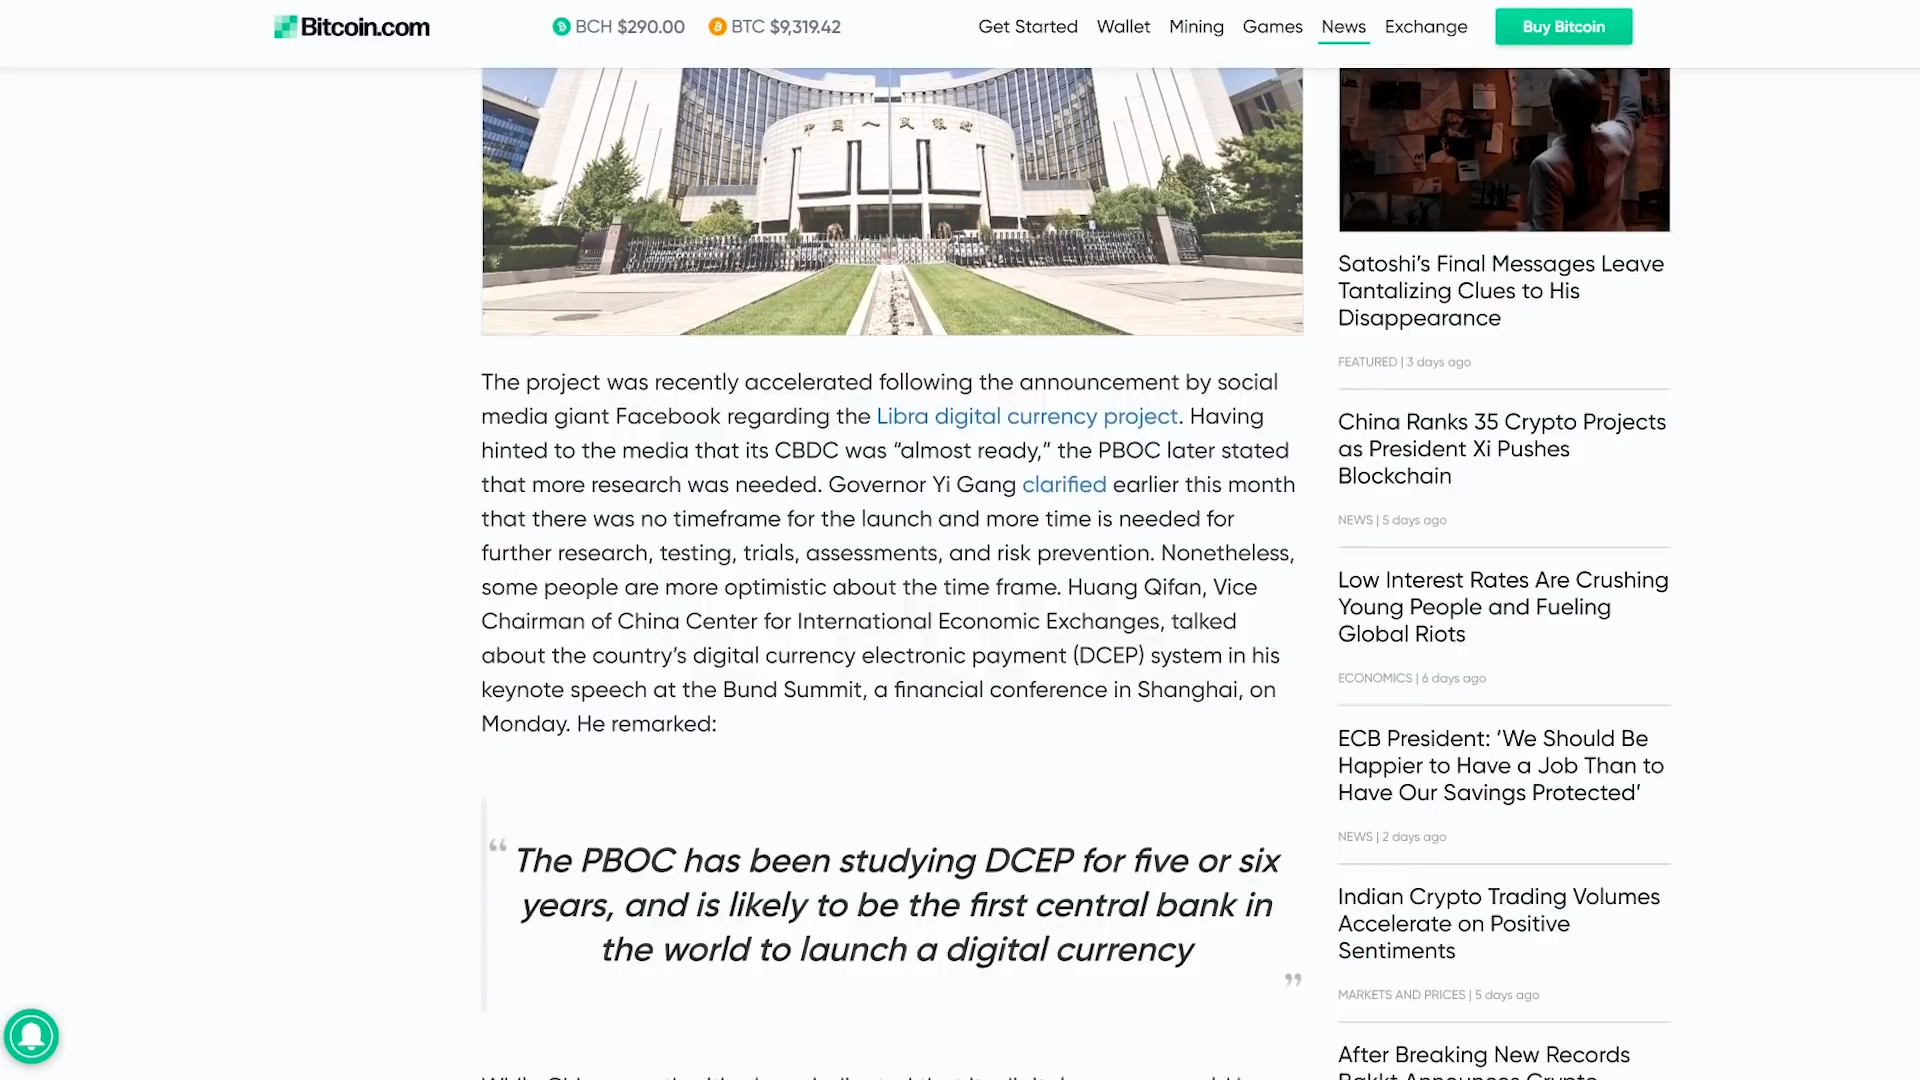 Bitcoin.com
BCH $290.00
BTC $9,319.42
Get Started
Wallet
Mining
Games
News
Exchange
Buy Bitcoin
中国人民银行
The project was recently accelerated following the announcement by social
media giant Facebook regarding the Libra digital currency project. Having
hinted to the media that its CBDC was “almost ready,” the PBOC later stated
that more research was needed. Governor Yi Gang clarified earlier this month
that there was no timeframe for the launch and more time is needed for
further research, testing, trials, assessments, and risk prevention. Nonetheless,
some people are more optimistic about the time frame. Huang Qifan, Vice
Chairman of China Center for International Economic Exchanges, talked
about the country’s digital currency electronic payment (DCEP) system in his
keynote speech at the Bund Summit, a financial conference in Shanghai, on
Monday. He remarked:
“ The PBOC has been studying DCEP for five or six
years, and is likely to be the first central bank in
the world to launch a digital currency
”
Satoshi’s Final Messages Leave
Tantalizing Clues to His
Disappearance
FEATURED | 3 days ago
China Ranks 35 Crypto Projects
as President Xi Pushes
Blockchain
NEWS | 5 days ago
Low Interest Rates Are Crushing
Young People and Fueling
Global Riots
ECONOMICS | 6 days ago
ECB President: ‘We Should Be
Happier to Have a Job Than to
Have Our Savings Protected’
NEWS | 2 days ago
Indian Crypto Trading Volumes
Accelerate on Positive
Sentiments
MARKETS AND PRICES | 5 days ago
After Breaking New Records